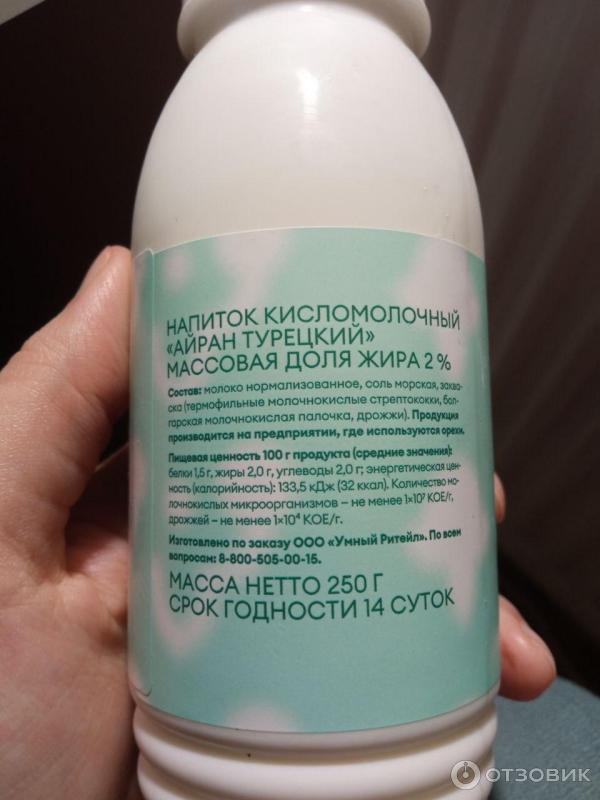 НАПИТОК КИСЛОМОЛОЧНЫЙ
«АЙРАН ТУРЕЦКИЙ»
МАССОВАЯ ДОЛЯ ЖИРА 2 %
Состав: молоко нормализованное, соль морская, заква-
ска (термофильные молочнокислые стрептококки, бол-
гарская молочнокислая палочка, дрожжи). Продукция
производится на предприятии, где используются орехи.
Пищевая ценность 100 г продукта (средние значения):
белки 1,5 г, жиры 2,0 г, углеводы 2,0 г; энергетическая цен-
ность (калорийность): 133,5 кДж (32 ккал). Количество мо-
лочнокислых микроорганизмов – не менее 1×10⁷ КОЕ/г,
дрожжей – не менее 1×10⁴ КОЕ/г.
Изготовлено по заказу ООО «Умный Ритейл». По всем
вопросам: 8-800-505-00-15.
МАССА НЕТТО 250 Г
СРОК ГОДНОСТИ 14 СУТОК
ОТЗОВИК